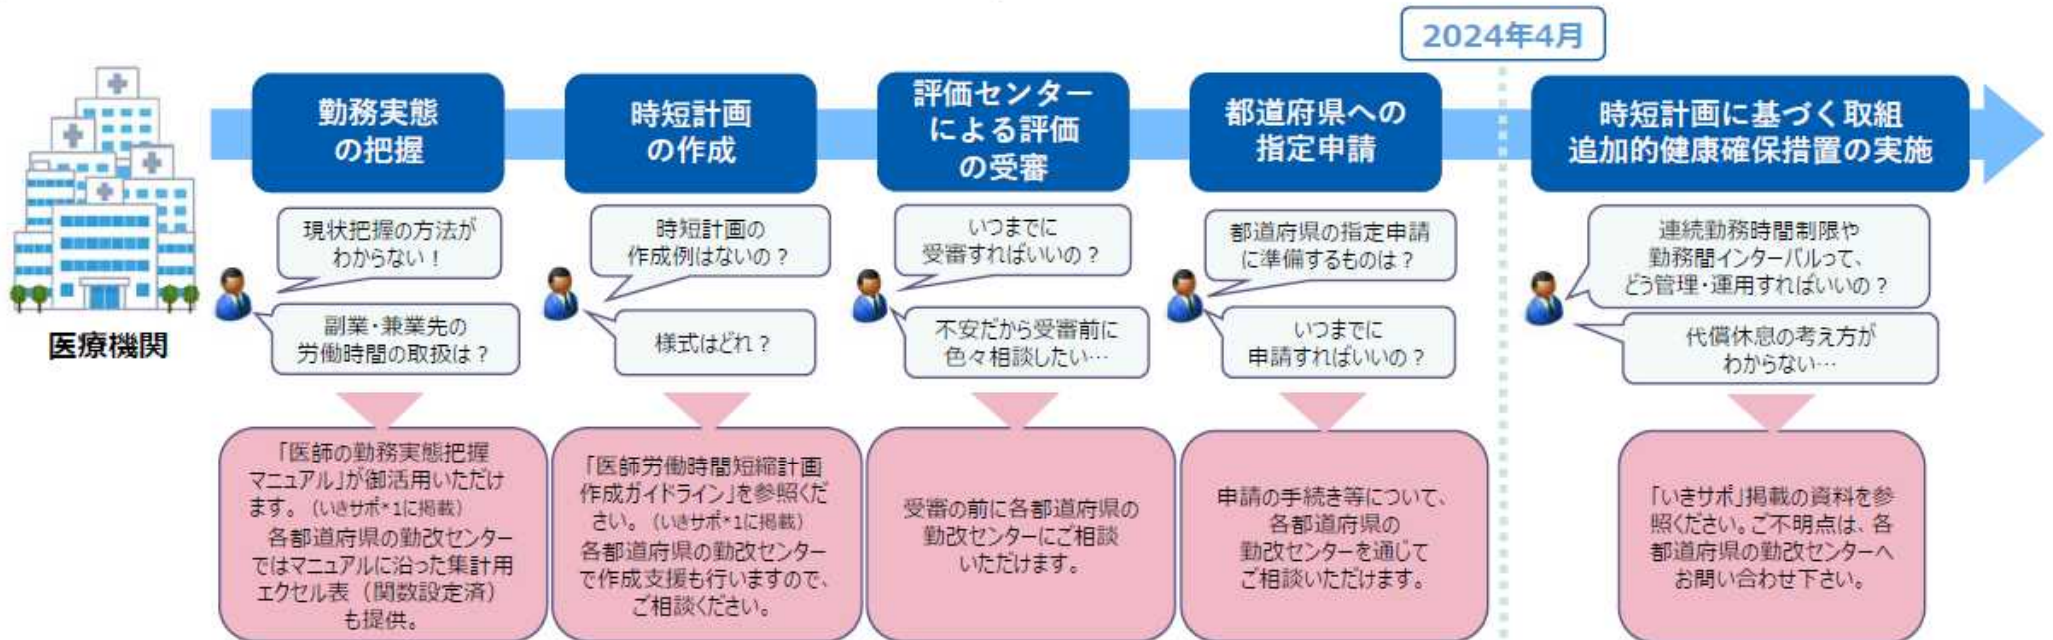 2024年4月
医療機関
勤務実態
の把握
現状把握の方法が
わからない！
副業・兼業先の
労働時間の取扱は？
「医師の勤務実態把握
マニュアル」が御活用いただけ
ます。（いきサポ*1に掲載）
各都道府県の勤改センター
ではマニュアルに沿った集計用
エクセル表（関数設定済）
も提供。
時短計画
の作成
時短計画の
作成例はないの？
様式はどれ？
「医師労働時間短縮計画
作成ガイドライン」を参照くだ
さい。（いきサポ*1に掲載）
各都道府県の勤改センター
で作成支援も行いますので、
ご相談ください。
評価センター
による評価
の受審
いつまでに
受審すればいいの？
不安だから受審前に
色々相談したい…
受審の前に各都道府県の
勤改センターにご相談
いただけます。
都道府県への
指定申請
都道府県の指定申請
に準備するものは？
いつまでに
申請すればいいの？
申請の手続き等について、
各都道府県の
勤改センターを通じて
ご相談いただけます。
時短計画に基づく取組
追加的健康確保措置の実施
連続勤務時間制限や
勤務間インターバルって、
どう管理・運用すればいいの？
代償休息の考え方が
わからない…
「いきサポ」掲載の資料を参
照ください。ご不明点は、各
都道府県の勤改センターへ
お問い合わせ下さい。